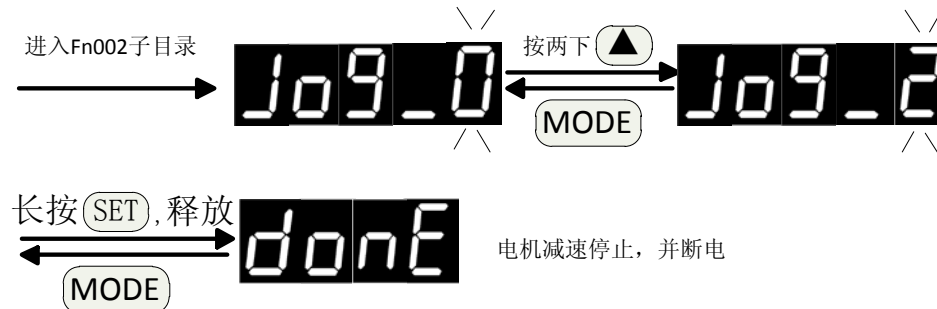 进入Fn002子目录
Jog_0
按两下▲
MODE
Jog_2
长按SET,释放
donE
MODE
电机减速停止，并断电